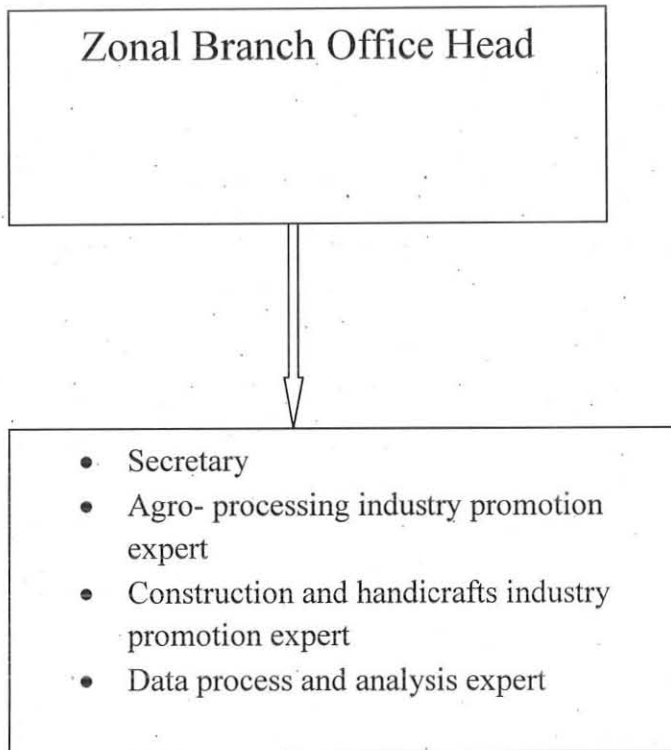 Zonal Branch Office Head
• Secretary
• Agro- processing industry promotion
expert
• Construction and handicrafts industry
promotion expert
• Data process and analysis expert